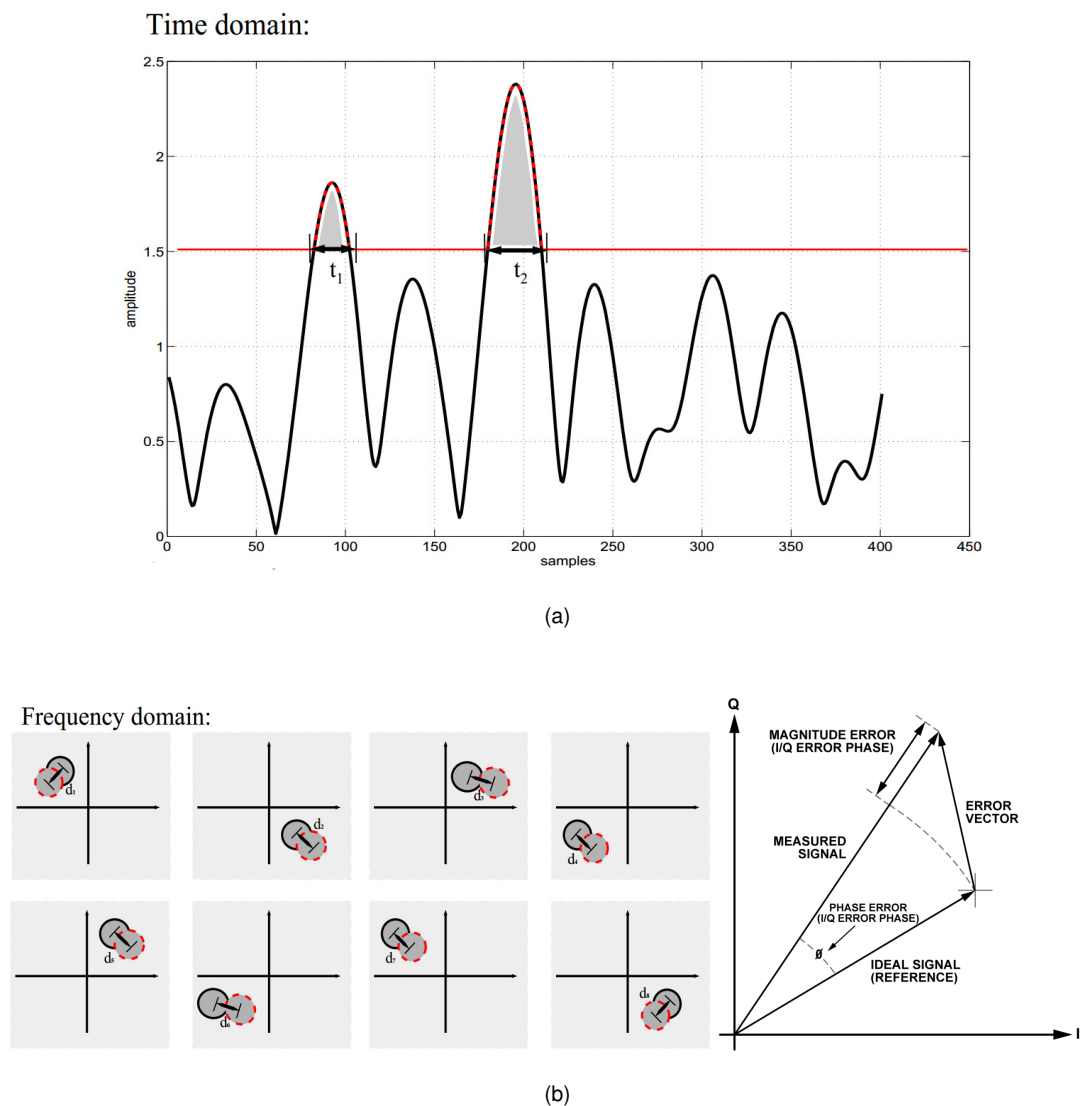 Time domain:
2.5
2
1.5
1
0.5
0
amplitude
t1
t2
0 50 100 150 200 250 300 350 400 450
samples
(a)
Frequency domain:
d1
d2
d3
d4
d5
d6
d7
d8
Q
MAGNITUDE ERROR
(I/Q ERROR PHASE)
ERROR
VECTOR
MEASURED
SIGNAL
PHASE ERROR
(I/Q ERROR PHASE)
ø
IDEAL SIGNAL
(REFERENCE)
I
(b)